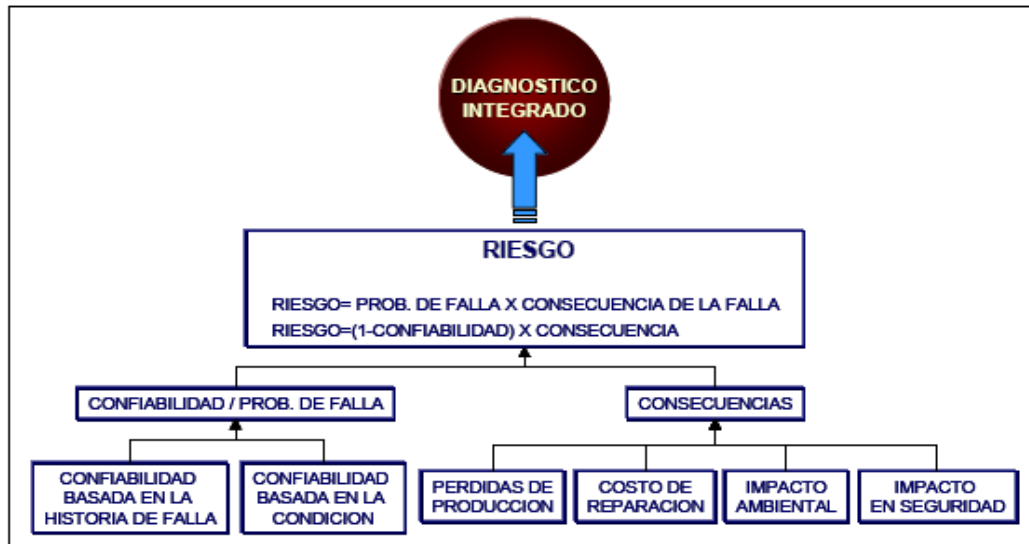 DIAGNOSTICO
INTEGRADO
RIESGO
RIESGO= PROB. DE FALLA X CONSECUENCIA DE LA FALLA
RIESGO=(1-CONFIABILIDAD) X CONSECUENCIA
CONFIABILIDAD / PROB. DE FALLA
CONSECUENCIAS
CONFIABILIDAD
BASADA EN LA
HISTORIA DE FALLA
CONFIABILIDAD
BASADA EN LA
CONDICION
PERDIDAS DE
PRODUCCION
COSTO DE
REPARACION
IMPACTO
AMBIENTAL
IMPACTO
EN SEGURIDAD